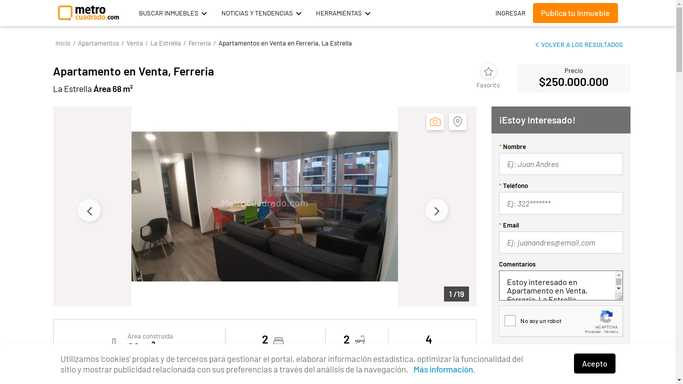 metro
cuadrado.com
BUSCAR INMUEBLES
NOTICIAS Y TENDENCIAS
HERRAMIENTAS
INGRESAR
Publica tu Inmueble
Inicio / Apartamentos / Venta / La Estrella / Ferreria / Apartamentos en Venta en Ferreria, La Estrella
VOLVER A LOS RESULTADOS
Apartamento en Venta, Ferreria
La Estrella Área 68 m²
Favorito
Precio
$250.000.000
Metrocuadrado.com
1 /19
¡Estoy Interesado!
* Nombre
Ej: Juan Andres
* Teléfono
Ej: 322*******
* Email
Ej: juanandres@email.com
Comentarios
Estoy interesado en
Apartamento en Venta,
Ferreria, La Estrella
No soy un robot
reCAPTCHA
Privacidad - Términos
Área construida
2
2
4
Utilizamos 'cookies' propias y de terceros para gestionar el portal, elaborar información estadística, optimizar la funcionalidad del
sitio y mostrar publicidad relacionada con sus preferencias a través del análisis de la navegación. Más información.
Acepto